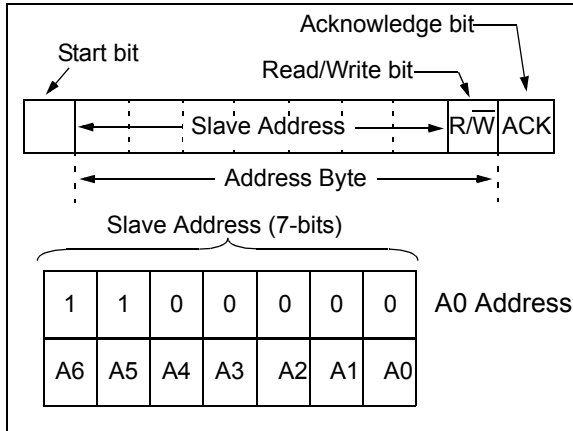 Acknowledge bit
Start bit
Read/Write bit
Slave Address R/W̅ ACK
Address Byte
Slave Address (7-bits)
1 1 0 0 0 0 0 A0 Address
A6 A5 A4 A3 A2 A1 A0